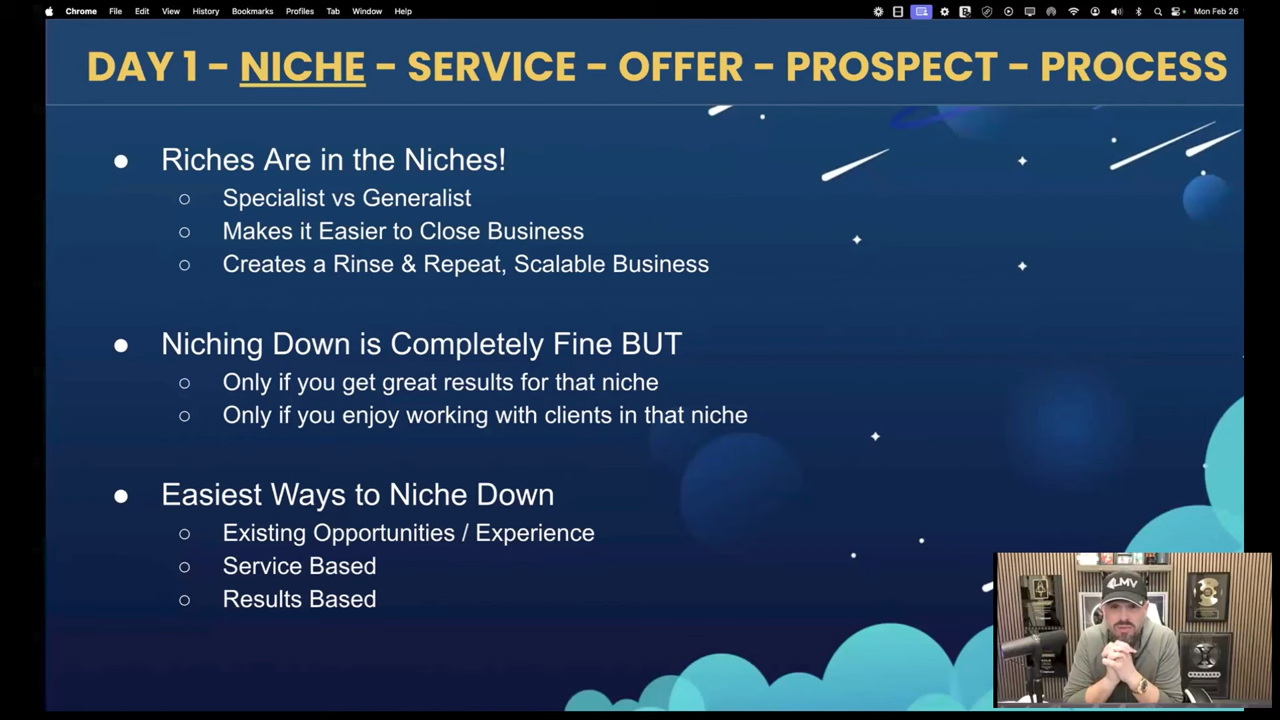 Chrome File Edit View History Bookmarks Profiles Tab Window Help Mon Feb 26
DAY 1 – NICHE – SERVICE – OFFER – PROSPECT – PROCESS
● Riches Are in the Niches!
○ Specialist vs Generalist
○ Makes it Easier to Close Business
○ Creates a Rinse & Repeat, Scalable Business
● Niching Down is Completely Fine BUT
○ Only if you get great results for that niche
○ Only if you enjoy working with clients in that niche
● Easiest Ways to Niche Down
○ Existing Opportunities / Experience
○ Service Based
○ Results Based
LMV